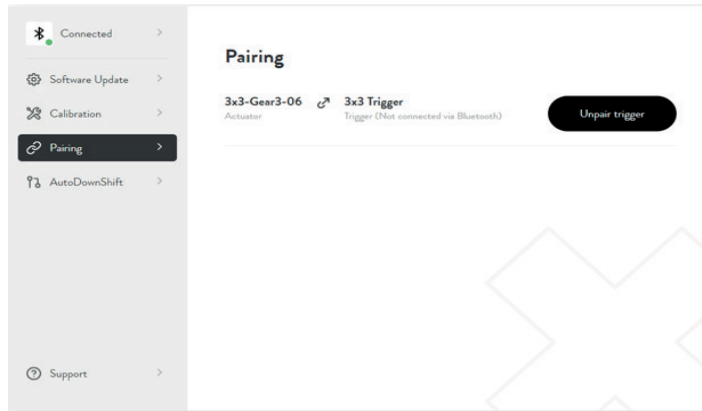 Connected
Software Update
Calibration
Pairing
AutoDownShift
Support
Pairing
3x3-Gear3-06
Actuator
3x3 Trigger
Trigger (Not connected via Bluetooth)
Unpair trigger